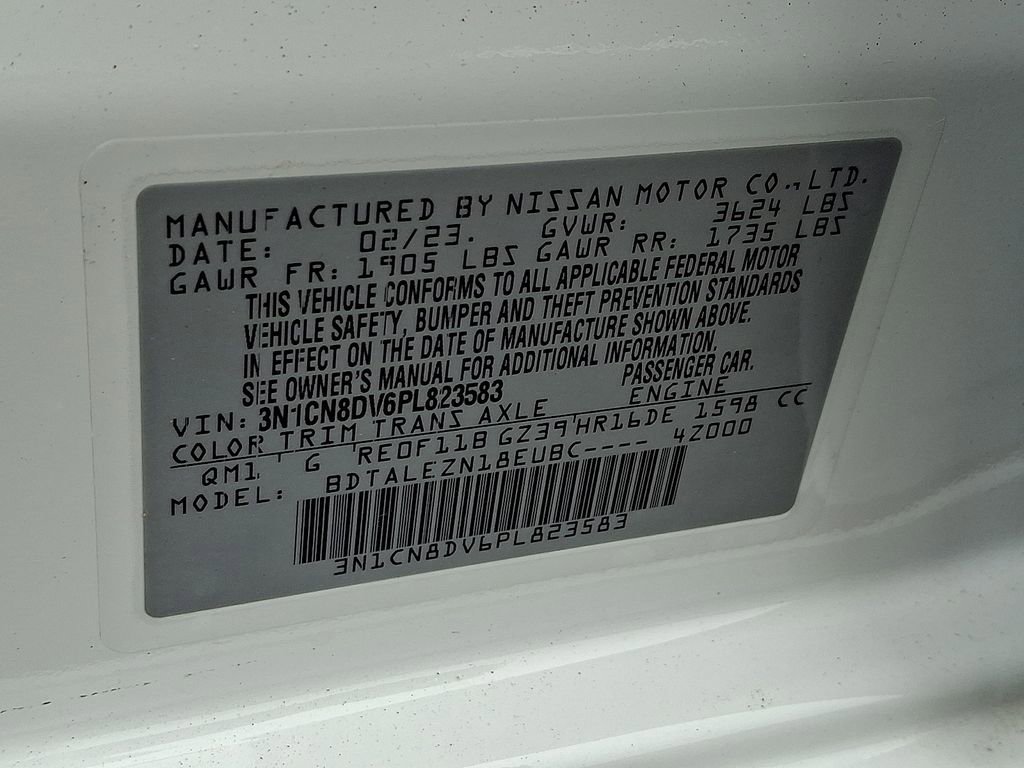 MANUFACTURED BY NISSAN MOTOR CO., LTD.
DATE: 02/23. GVWR: 3624 LBS
GAWR FR: 1905 LBS GAWR RR: 1735 LBS
THIS VEHICLE CONFORMS TO ALL APPLICABLE FEDERAL MOTOR
VEHICLE SAFETY, BUMPER AND THEFT PREVENTION STANDARDS
IN EFFECT ON THE DATE OF MANUFACTURE SHOWN ABOVE.
SEE OWNER'S MANUAL FOR ADDITIONAL INFORMATION.
VIN: 3N1CN8DV6PL823583 PASSENGER CAR.
COLOR TRIM TRANS AXLE ENGINE
QM1 G RE0F11B GZ39 HR16DE 1598 CC
MODEL: BDTALEZN18EUBC---- 4Z000
3N1CN8DV6PL823583